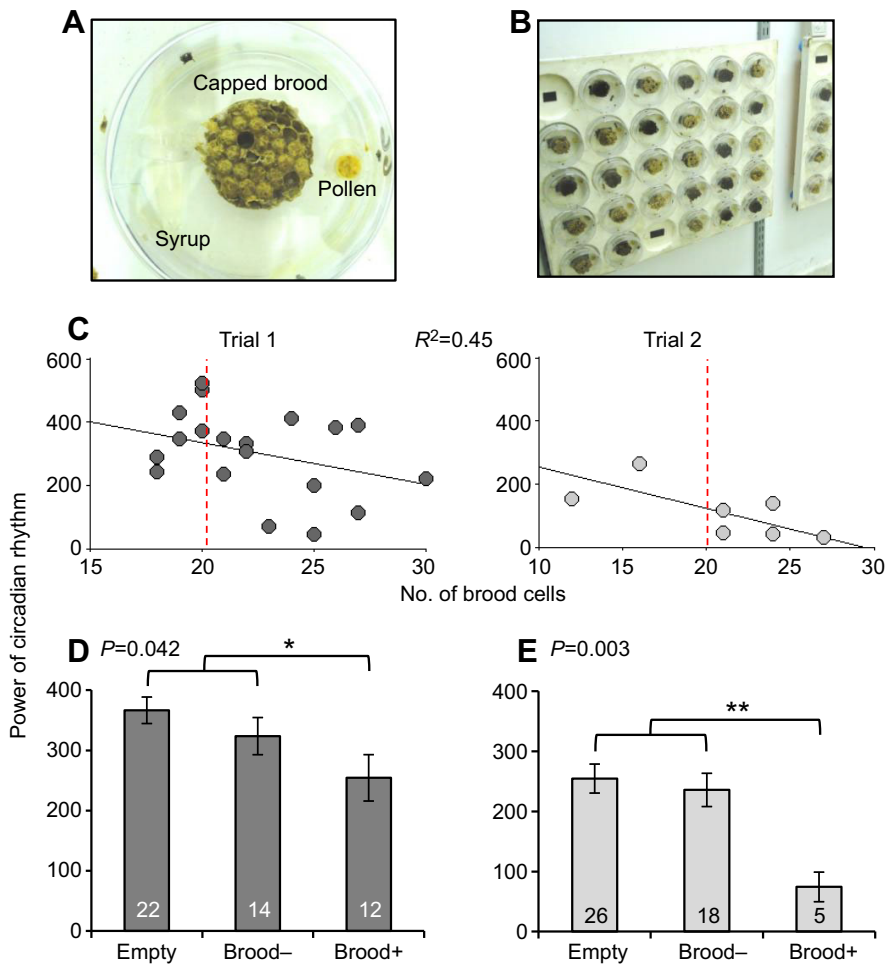 A
Capped brood
Pollen
Syrup
B
C
Trial 1
R2=0.45
Trial 2
600
400
200
0
15
20
25
30
600
400
200
0
10
15
20
25
30
No. of brood cells
Power of circadian rhythm
D
P=0.042
*
400
300
200
100
0
22
14
12
Empty
Brood–
Brood+
E
P=0.003
**
400
300
200
100
0
26
18
5
Empty
Brood–
Brood+